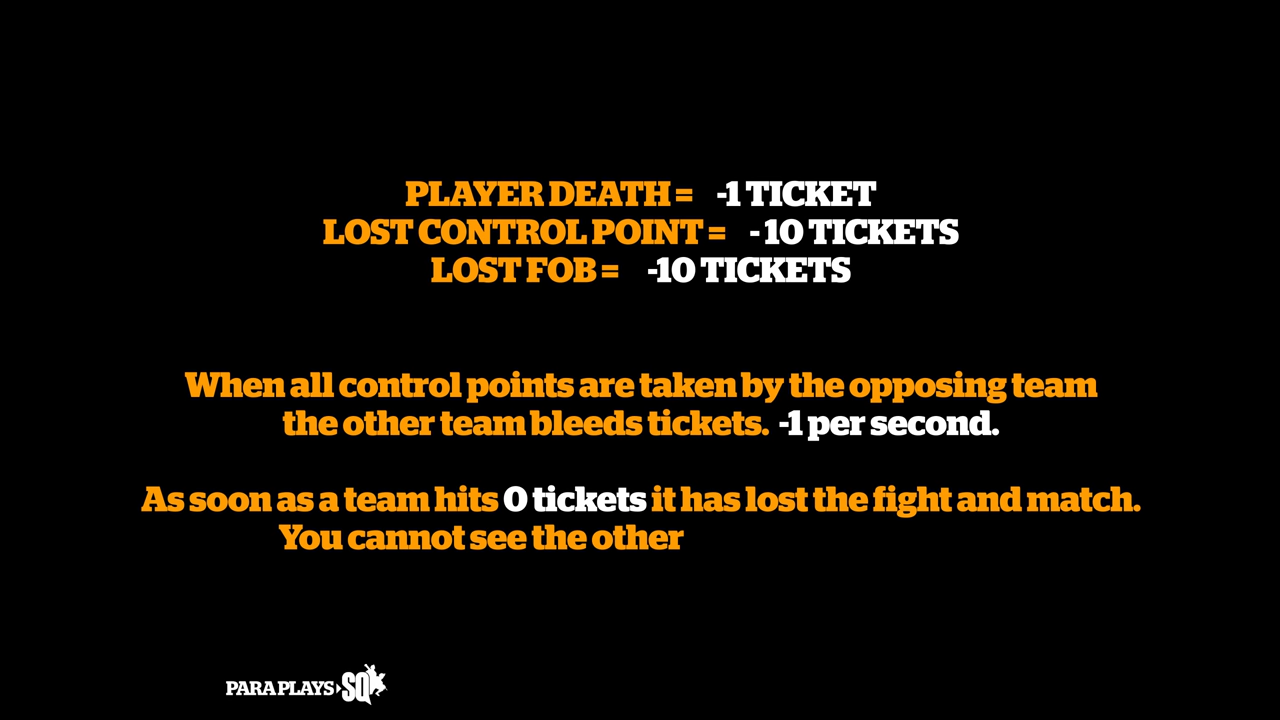 PLAYER DEATH = -1 TICKET
LOST CONTROL POINT = - 10 TICKETS
LOST FOB = -10 TICKETS
When all control points are taken by the opposing team
the other team bleeds tickets. -1 per second.
As soon as a team hits 0 tickets it has lost the fight and match.
You cannot see the other
PARA PLAYS SQ